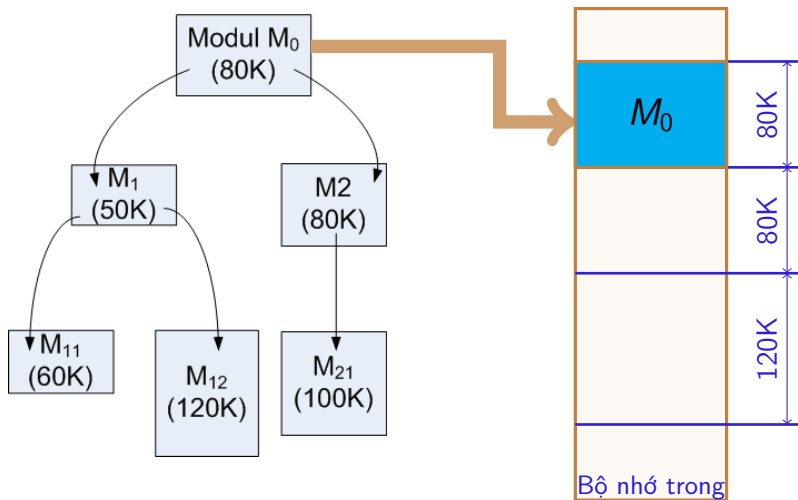 Modul M₀
(80K)
M₁
(50K)
M2
(80K)
M₁₁
(60K)
M₁₂
(120K)
M₂₁
(100K)
M₀
80K
80K
120K
Bộ nhớ trong